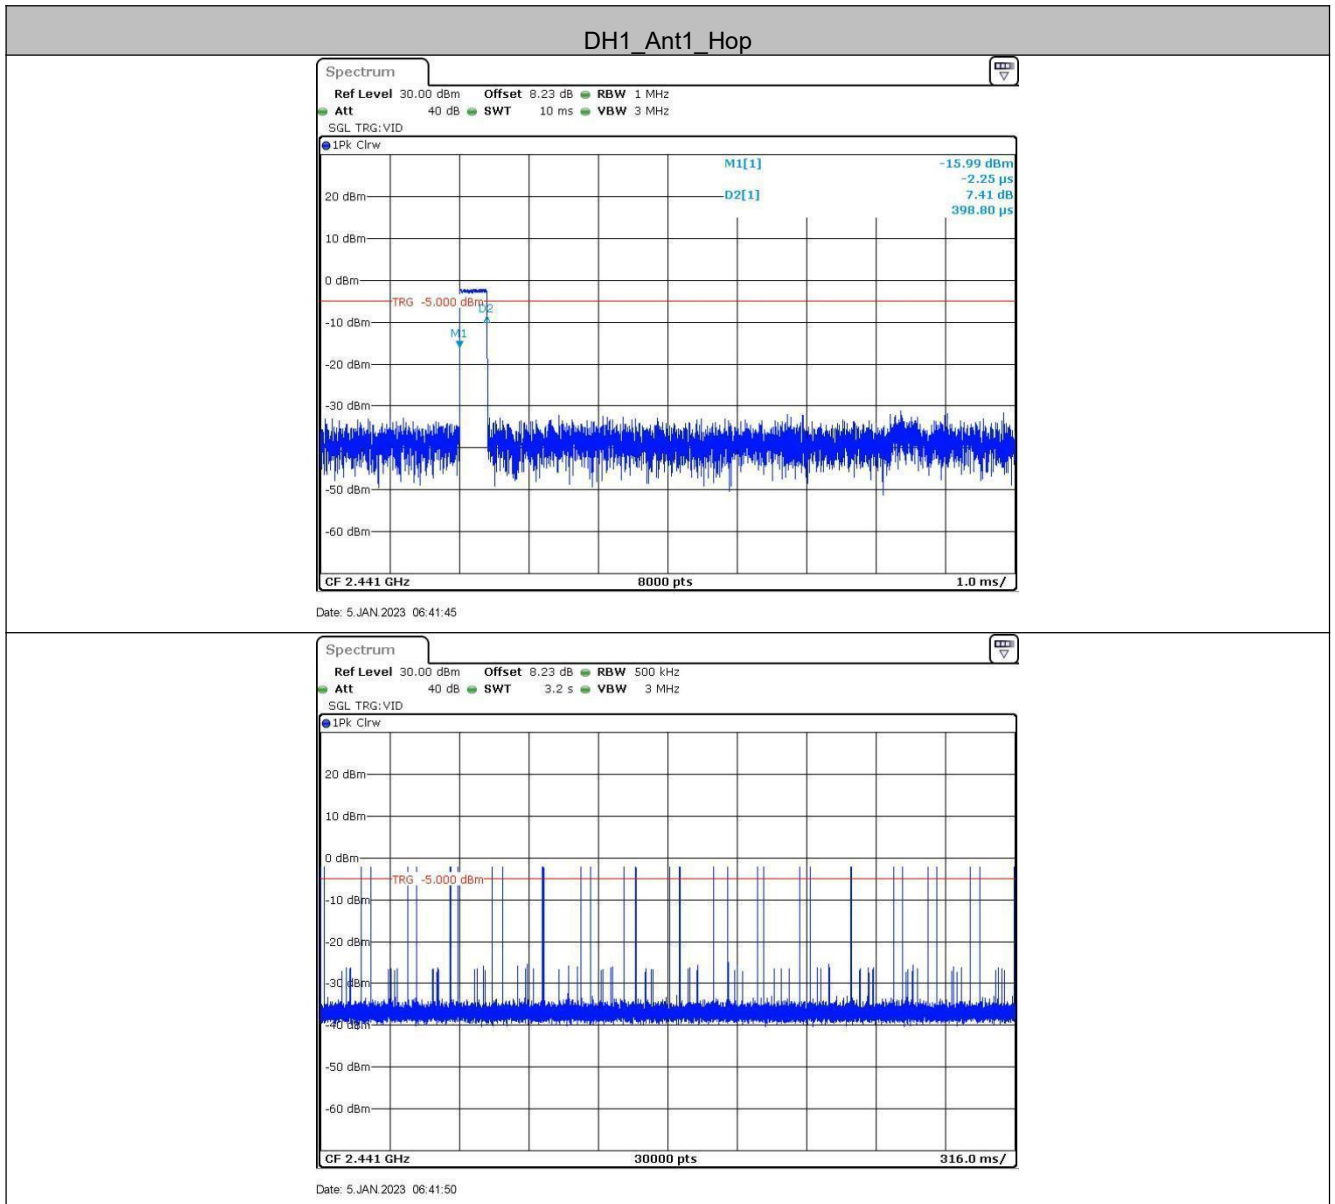 DH1_Ant1_Hop
Spectrum
Ref Level 30.00 dBm Offset 8.23 dB RBW 1 MHz
Att 40 dB SWT 10 ms VBW 3 MHz
SGL TRG:VID
1Pk Clrw
M1[1] -15.99 dBm
-2.25 µs
20 dBm D2[1] 7.41 dB
398.80 µs
10 dBm
0 dBm
TRG -5.000 dBm
D2
-10 dBm
M1
-20 dBm
-30 dBm
-50 dBm
-60 dBm
CF 2.441 GHz 8000 pts 1.0 ms/
Date: 5.JAN.2023 06:41:45
Spectrum
Ref Level 30.00 dBm Offset 8.23 dB RBW 500 kHz
Att 40 dB SWT 3.2 s VBW 3 MHz
SGL TRG:VID
1Pk Clrw
20 dBm
10 dBm
0 dBm
TRG -5.000 dBm
-10 dBm
-20 dBm
-30 dBm
-40 dBm
-50 dBm
-60 dBm
CF 2.441 GHz 30000 pts 316.0 ms/
Date: 5.JAN.2023 06:41:50